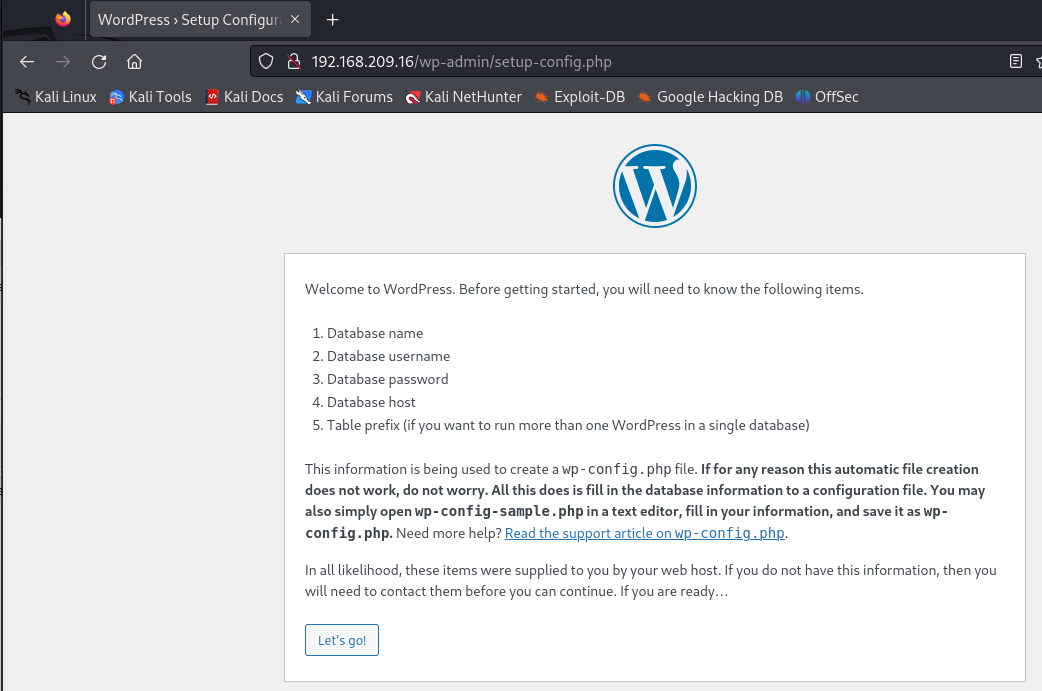 WordPress › Setup Configura
192.168.209.16/wp-admin/setup-config.php
Kali Linux Kali Tools Kali Docs Kali Forums Kali NetHunter Exploit-DB Google Hacking DB OffSec
Welcome to WordPress. Before getting started, you will need to know the following items.
1. Database name
2. Database username
3. Database password
4. Database host
5. Table prefix (if you want to run more than one WordPress in a single database)
This information is being used to create a wp-config.php file. If for any reason this automatic file creation
does not work, do not worry. All this does is fill in the database information to a configuration file. You may
also simply open wp-config-sample.php in a text editor, fill in your information, and save it as wp-
config.php. Need more help? Read the support article on wp-config.php.
In all likelihood, these items were supplied to you by your web host. If you do not have this information, then you
will need to contact them before you can continue. If you are ready…
Let's go!